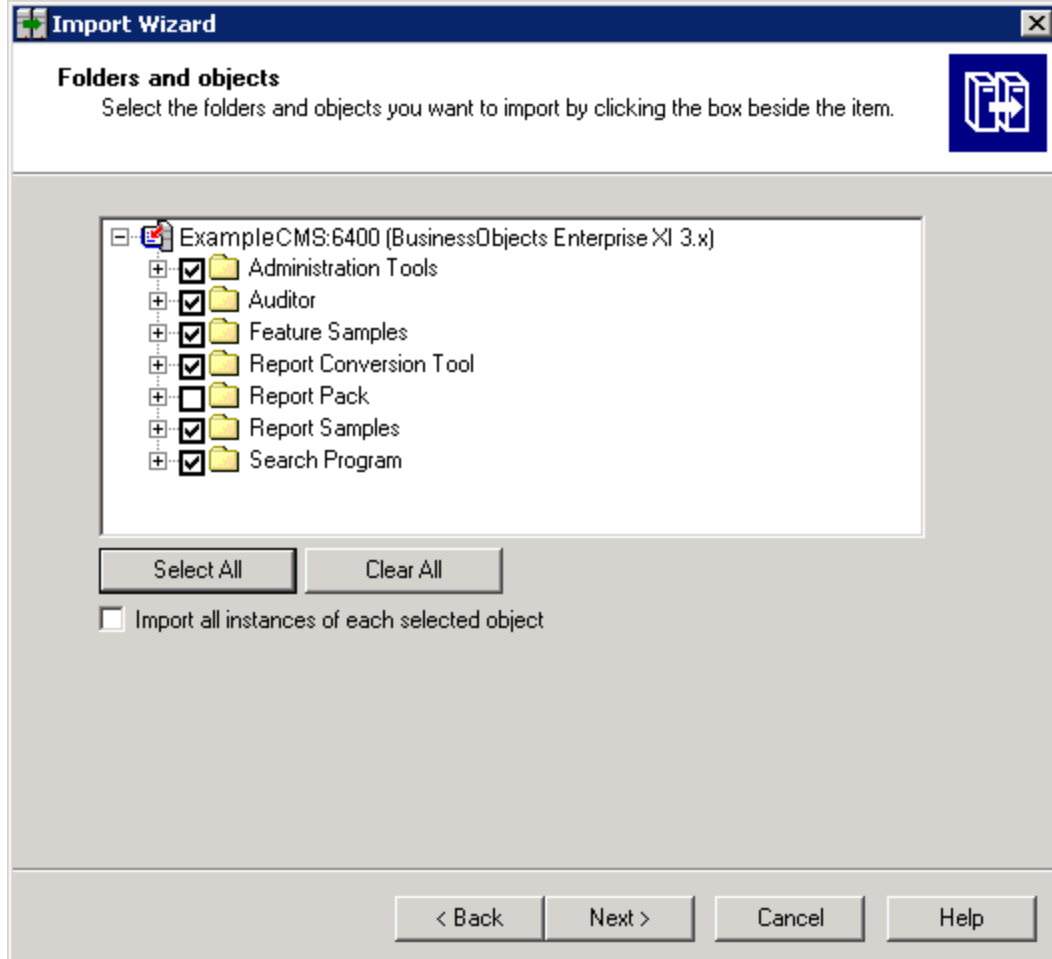 Import Wizard
Folders and objects
Select the folders and objects you want to import by clicking the box beside the item.
ExampleCMS:6400 (BusinessObjects Enterprise XI 3.x)
Administration Tools
Auditor
Feature Samples
Report Conversion Tool
Report Pack
Report Samples
Search Program
Select All Clear All
Import all instances of each selected object
< Back Next > Cancel Help